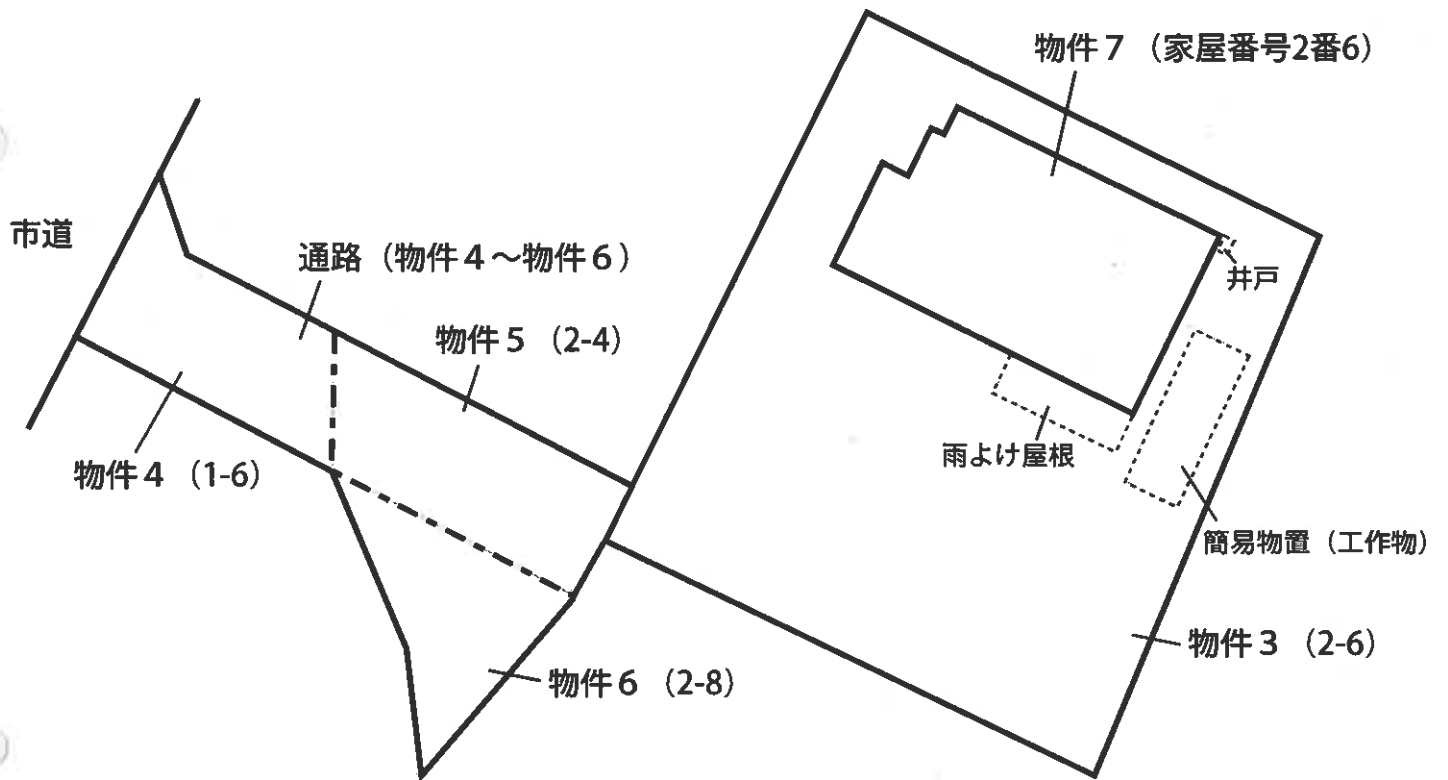 物件７（家屋番号2番6）
市道
通路（物件４～物件６）
井戸
物件５（2-4）
雨よけ屋根
物件４（1-6）
簡易物置（工作物）
物件３（2-6）
物件６（2-8）